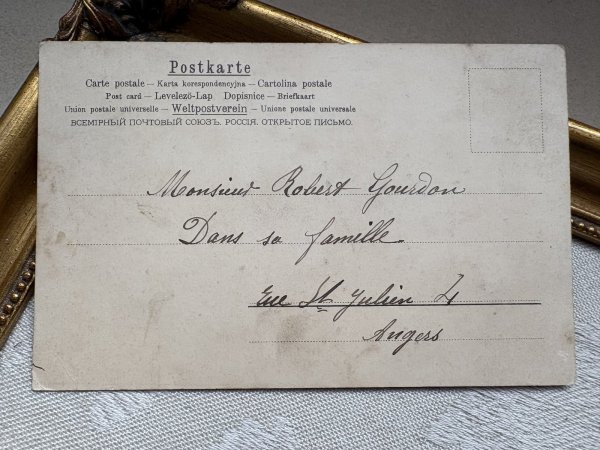 Postkarte
Carte postale – Karta korespondencyjna – Cartolina postale
Post card – Levelező-Lap Dopisnice – Briefkaart
Union postale universelle – Weltpostverein – Unione postale universale
ВСЕМІРНЫЙ ПОЧТОВЫЙ СОЮЗЪ. РОССІЯ. ОТКРЫТОЕ ПИСЬМО.
Monsieur Robert Gourdon
Dans sa famille
Rue St Julien 4
Angers